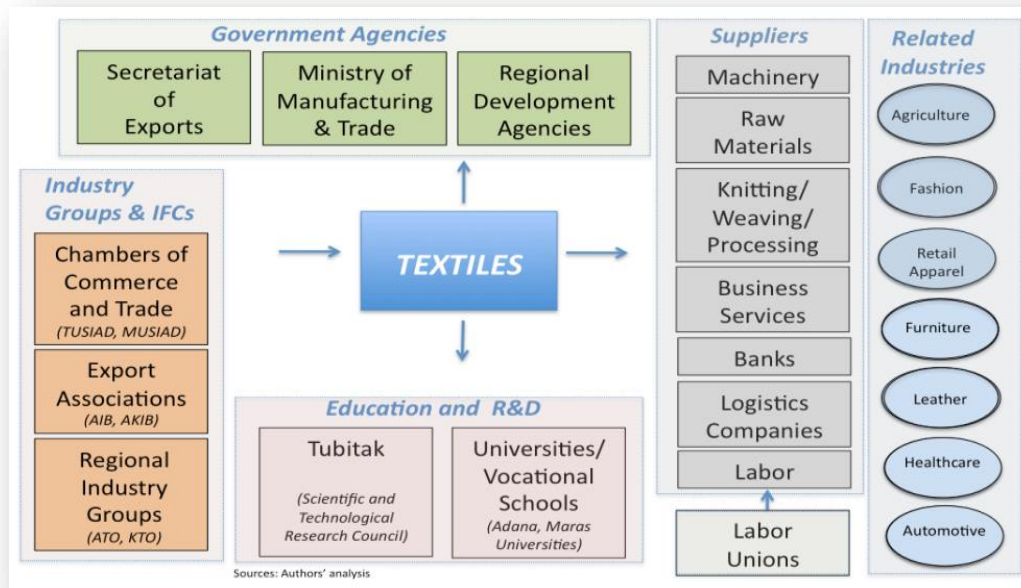 Government Agencies
Secretariat
of
Exports
Ministry of
Manufacturing
& Trade
Regional
Development
Agencies
Industry
Groups & IFCs
Chambers of
Commerce
and Trade
(TUSIAD, MUSIAD)
Export
Associations
(AIB, AKIB)
Regional
Industry
Groups
(ATO, KTO)
TEXTILES
Education and R&D
Tubitak
(Scientific and
Technological
Research Council)
Universities/
Vocational
Schools
(Adana, Maras
Universities)
Suppliers
Machinery
Raw
Materials
Knitting/
Weaving/
Processing
Business
Services
Banks
Logistics
Companies
Labor
Labor
Unions
Related
Industries
Agriculture
Fashion
Retail
Apparel
Furniture
Leather
Healthcare
Automotive
Sources: Authors' analysis